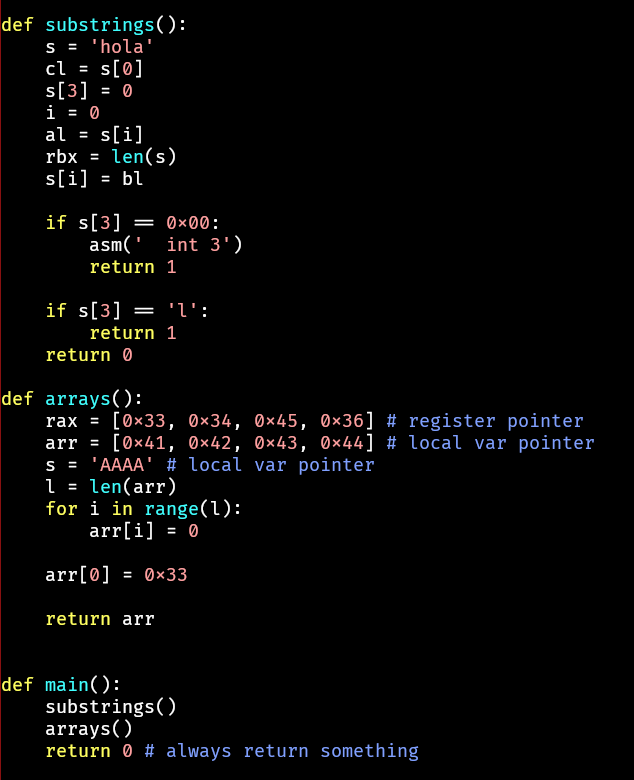 def substrings():
    s = 'hola'
    cl = s[0]
    s[3] = 0
    i = 0
    al = s[i]
    rbx = len(s)
    s[i] = bl

    if s[3] == 0x00:
        asm('  int 3')
        return 1

    if s[3] == 'l':
        return 1
    return 0

def arrays():
    rax = [0x33, 0x34, 0x45, 0x36] # register pointer
    arr = [0x41, 0x42, 0x43, 0x44] # local var pointer
    s = 'AAAA' # local var pointer
    l = len(arr)
    for i in range(l):
        arr[i] = 0

    arr[0] = 0x33

    return arr


def main():
    substrings()
    arrays()
    return 0 # always return something